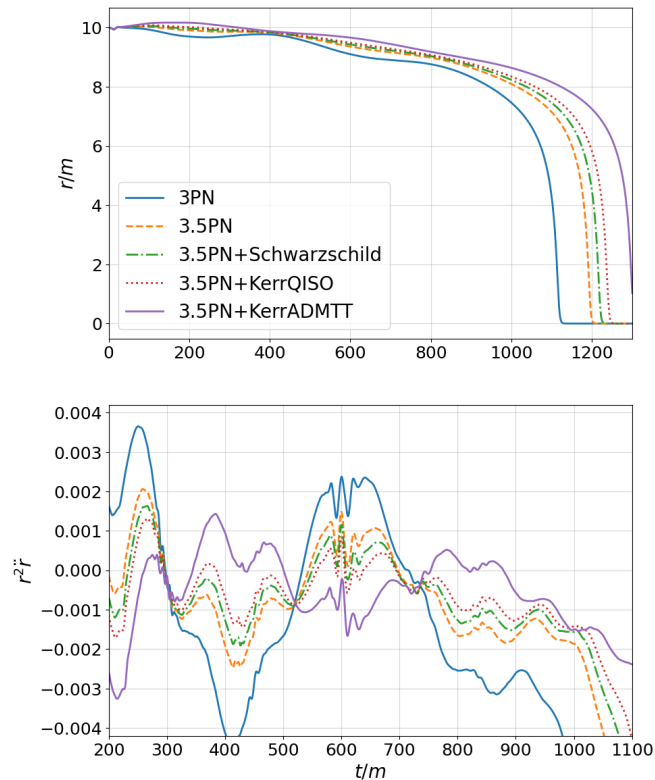 10
8
6
4
2
0
r/m
3PN
3.5PN
3.5PN+Schwarzschild
3.5PN+KerrQISO
3.5PN+KerrADMTT
0 200 400 600 800 1000 1200
0.004
0.003
0.002
0.001
0.000
−0.001
−0.002
−0.003
−0.004
r²r̈
200 300 400 500 600 700 800 900 1000 1100
t/m